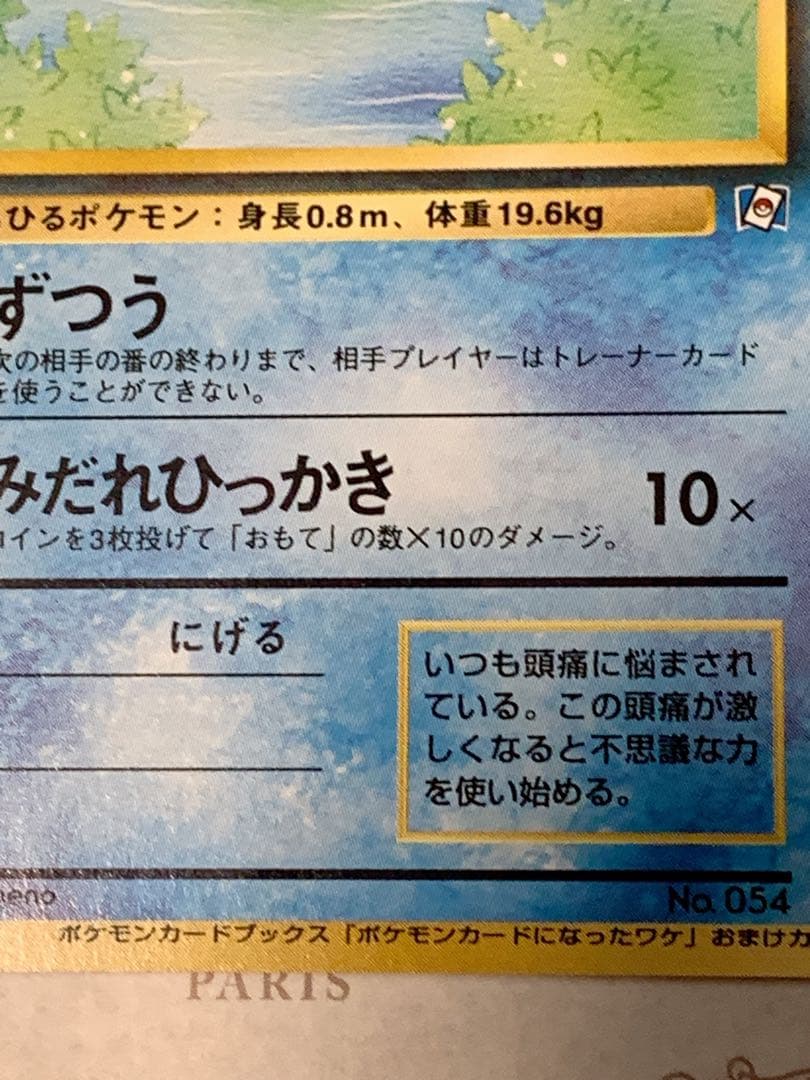 ひるポケモン：身長0.8m、体重19.6kg
ずつう
次の相手の番の終わりまで、相手プレイヤーはトレーナーカード
を使うことができない。
みだれひっかき 10×
コインを3枚投げて「おもて」の数×10のダメージ。
にげる
いつも頭痛に悩まされ
ている。この頭痛が激
しくなると不思議な力
を使い始める。
No. 054
ポケモンカードブックス「ポケモンカードになったワケ」おまけカ
PARIS